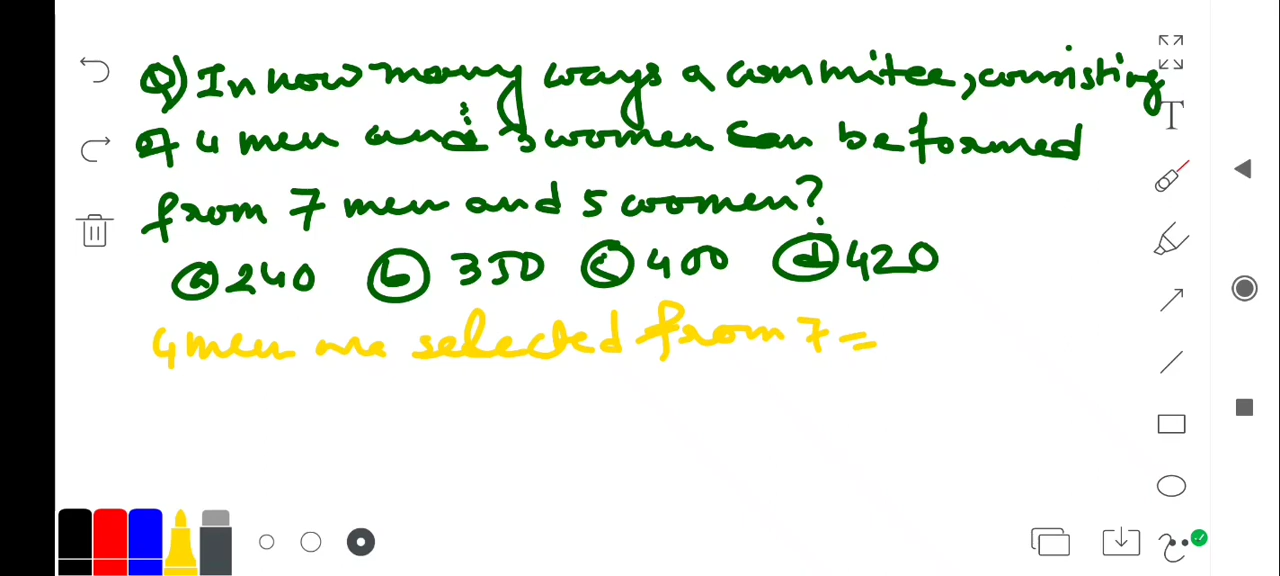 Q) In how many ways a commitee, consisting
of 4 men and 3 women can be formed
from 7 men and 5 women?
(a) 240 (b) 350 (c) 400 (d) 420
4 men are selected from 7 =